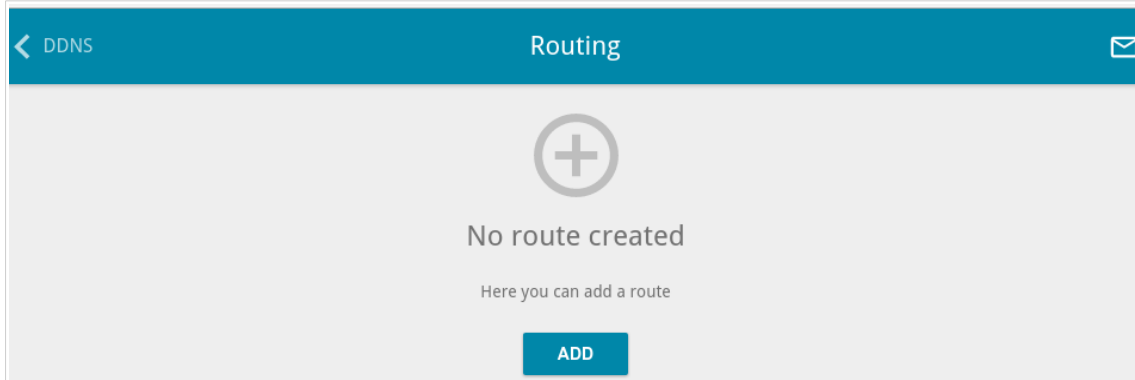 DDNS
Routing
No route created
Here you can add a route
ADD